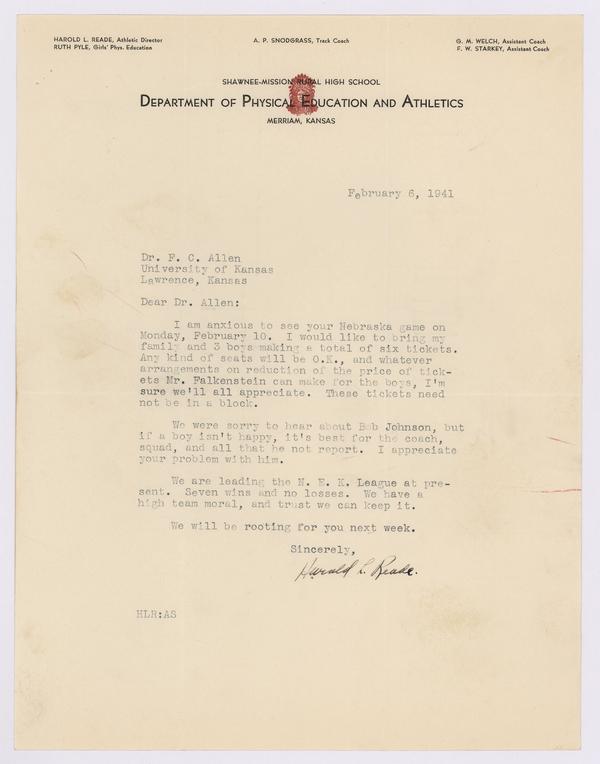 HAROLD L. READE, Athletic Director
RUTH PYLE, Girls' Phys. Education
A. P. SNODGRASS, Track Coach
G. M. WELCH, Assistant Coach
F. W. STARKEY, Assistant Coach
SHAWNEE-MISSION RURAL HIGH SCHOOL
DEPARTMENT OF PHYSICAL EDUCATION AND ATHLETICS
MERRIAM, KANSAS
February 6, 1941
Dr. F. C. Allen
University of Kansas
Lawrence, Kansas
Dear Dr. Allen:
I am anxious to see your Nebraska game on
Monday, February 10. I would like to bring my
family and 3 boys making a total of six tickets.
Any kind of seats will be O.K., and whatever
arrangements on reduction of the price of tick-
ets Mr. Falkenstein can make for the boys, I'm
sure we'll all appreciate. These tickets need
not be in a block.
We were sorry to hear about Bob Johnson, but
if a boy isn't happy, it's best for the coach,
squad, and all that he not report. I appreciate
your problem with him.
We are leading the N. E. K. League at pre-
sent. Seven wins and no losses. We have a
high team moral, and trust we can keep it.
We will be rooting for you next week.
Sincerely,
Harold L. Reade.
HLR:AS